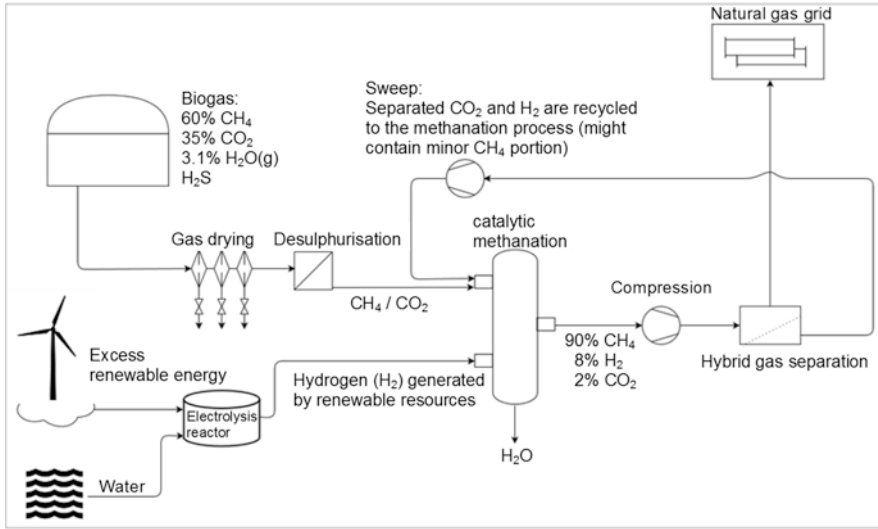 Natural gas grid
Biogas:
60% CH₄
35% CO₂
3.1% H₂O(g)
H₂S
Sweep:
Separated CO₂ and H₂ are recycled
to the methanation process (might
contain minor CH₄ portion)
Gas drying
Desulphurisation
catalytic
methanation
CH₄ / CO₂
Compression
90% CH₄
8% H₂
2% CO₂
Hybrid gas separation
Excess
renewable energy
Hydrogen (H₂) generated
by renewable resources
Electrolysis
reactor
H₂O
Water